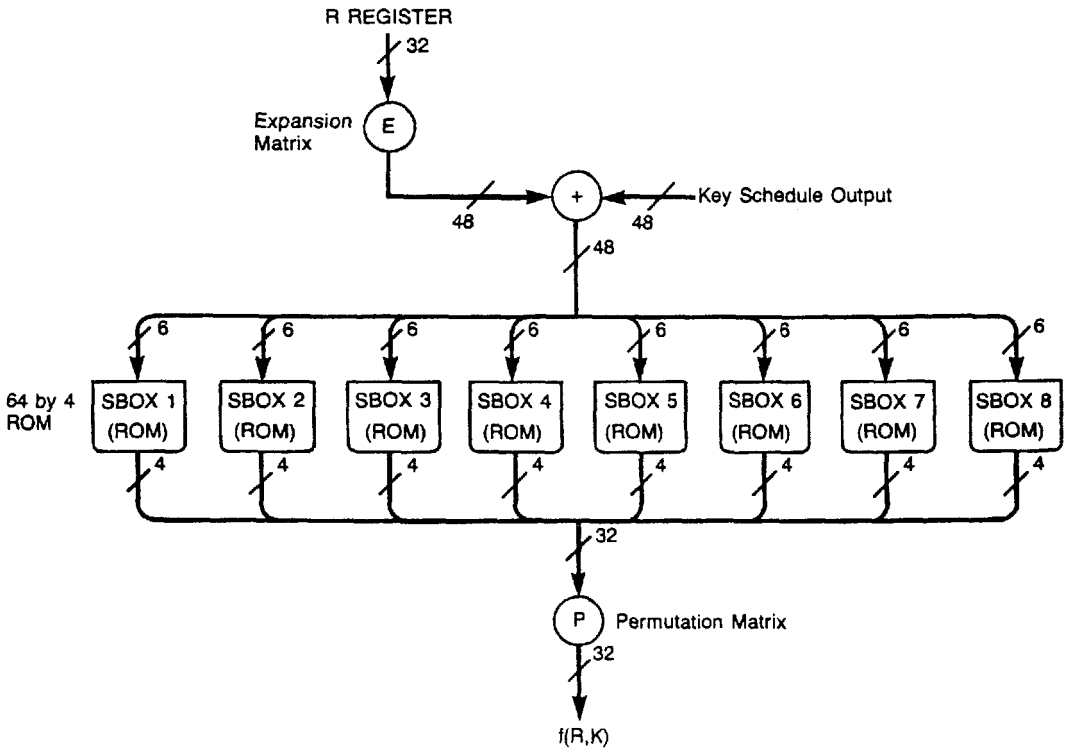 R REGISTER
32
Expansion
Matrix
E
48
+
48
Key Schedule Output
48
6 6 6 6 6 6 6 6
64 by 4
ROM
SBOX 1
(ROM)
SBOX 2
(ROM)
SBOX 3
(ROM)
SBOX 4
(ROM)
SBOX 5
(ROM)
SBOX 6
(ROM)
SBOX 7
(ROM)
SBOX 8
(ROM)
4 4 4 4 4 4 4 4
32
P
Permutation Matrix
32
f(R,K)